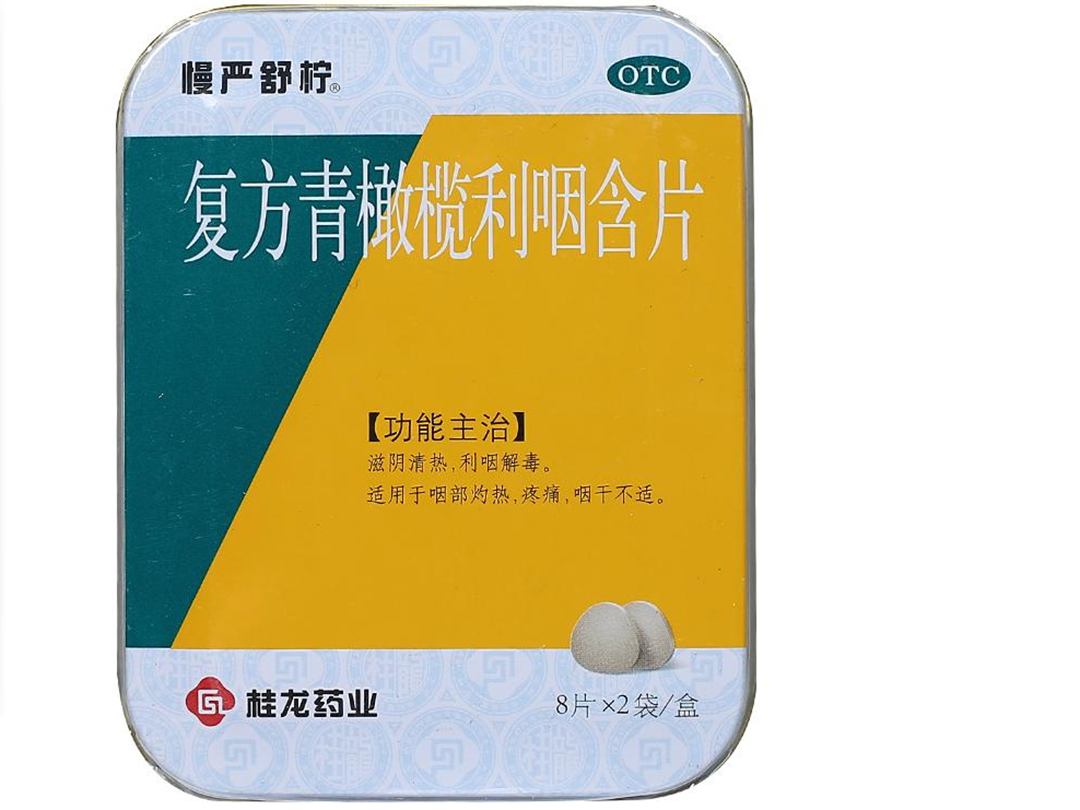 慢严舒柠®
OTC
复方青橄榄利咽含片
【功能主治】
滋阴清热,利咽解毒。
适用于咽部灼热,疼痛,咽干不适。
桂龙药业
8片×2袋/盒